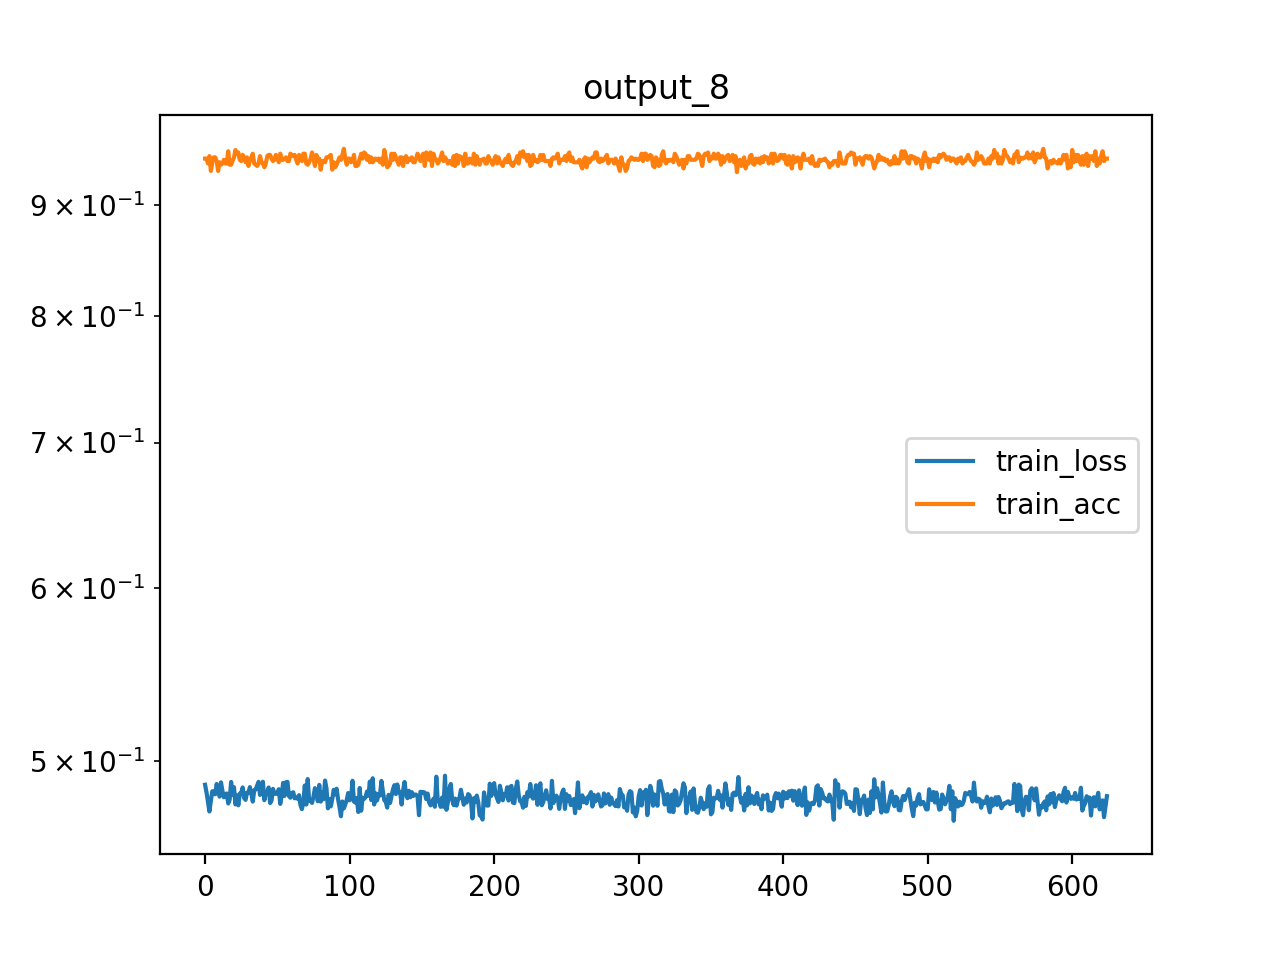 output_8
9 × 10⁻¹
8 × 10⁻¹
7 × 10⁻¹
6 × 10⁻¹
5 × 10⁻¹
train_loss
train_acc
0 100 200 300 400 500 600